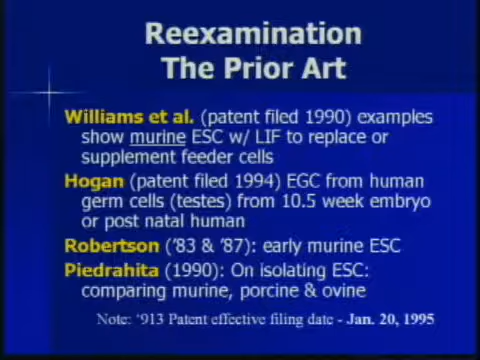 Reexamination
The Prior Art
Williams et al. (patent filed 1990) examples
show murine ESC w/ LIF to replace or
supplement feeder cells
Hogan (patent filed 1994) EGC from human
germ cells (testes) from 10.5 week embryo
or post natal human
Robertson ('83 & '87): early murine ESC
Piedrahita (1990): On isolating ESC:
comparing murine, porcine & ovine
Note: '913 Patent effective filing date - Jan. 20, 1995